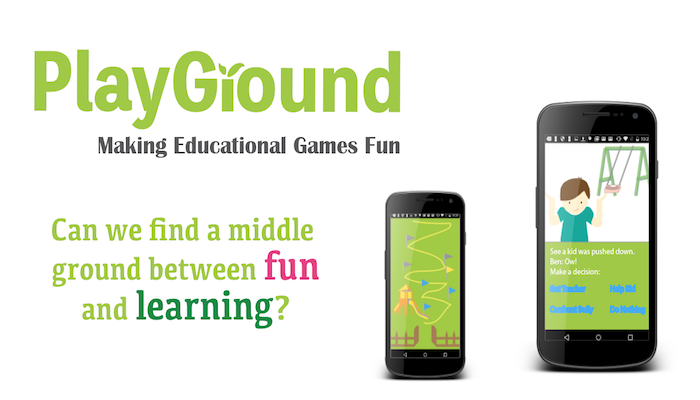 PlayGround
Making Educational Games Fun
Can we find a middle
ground between fun
and learning?
See a kid was pushed down.
Ben: Ow!
Make a decision:
Get Teacher Help Kid
Confront Bully Do Nothing